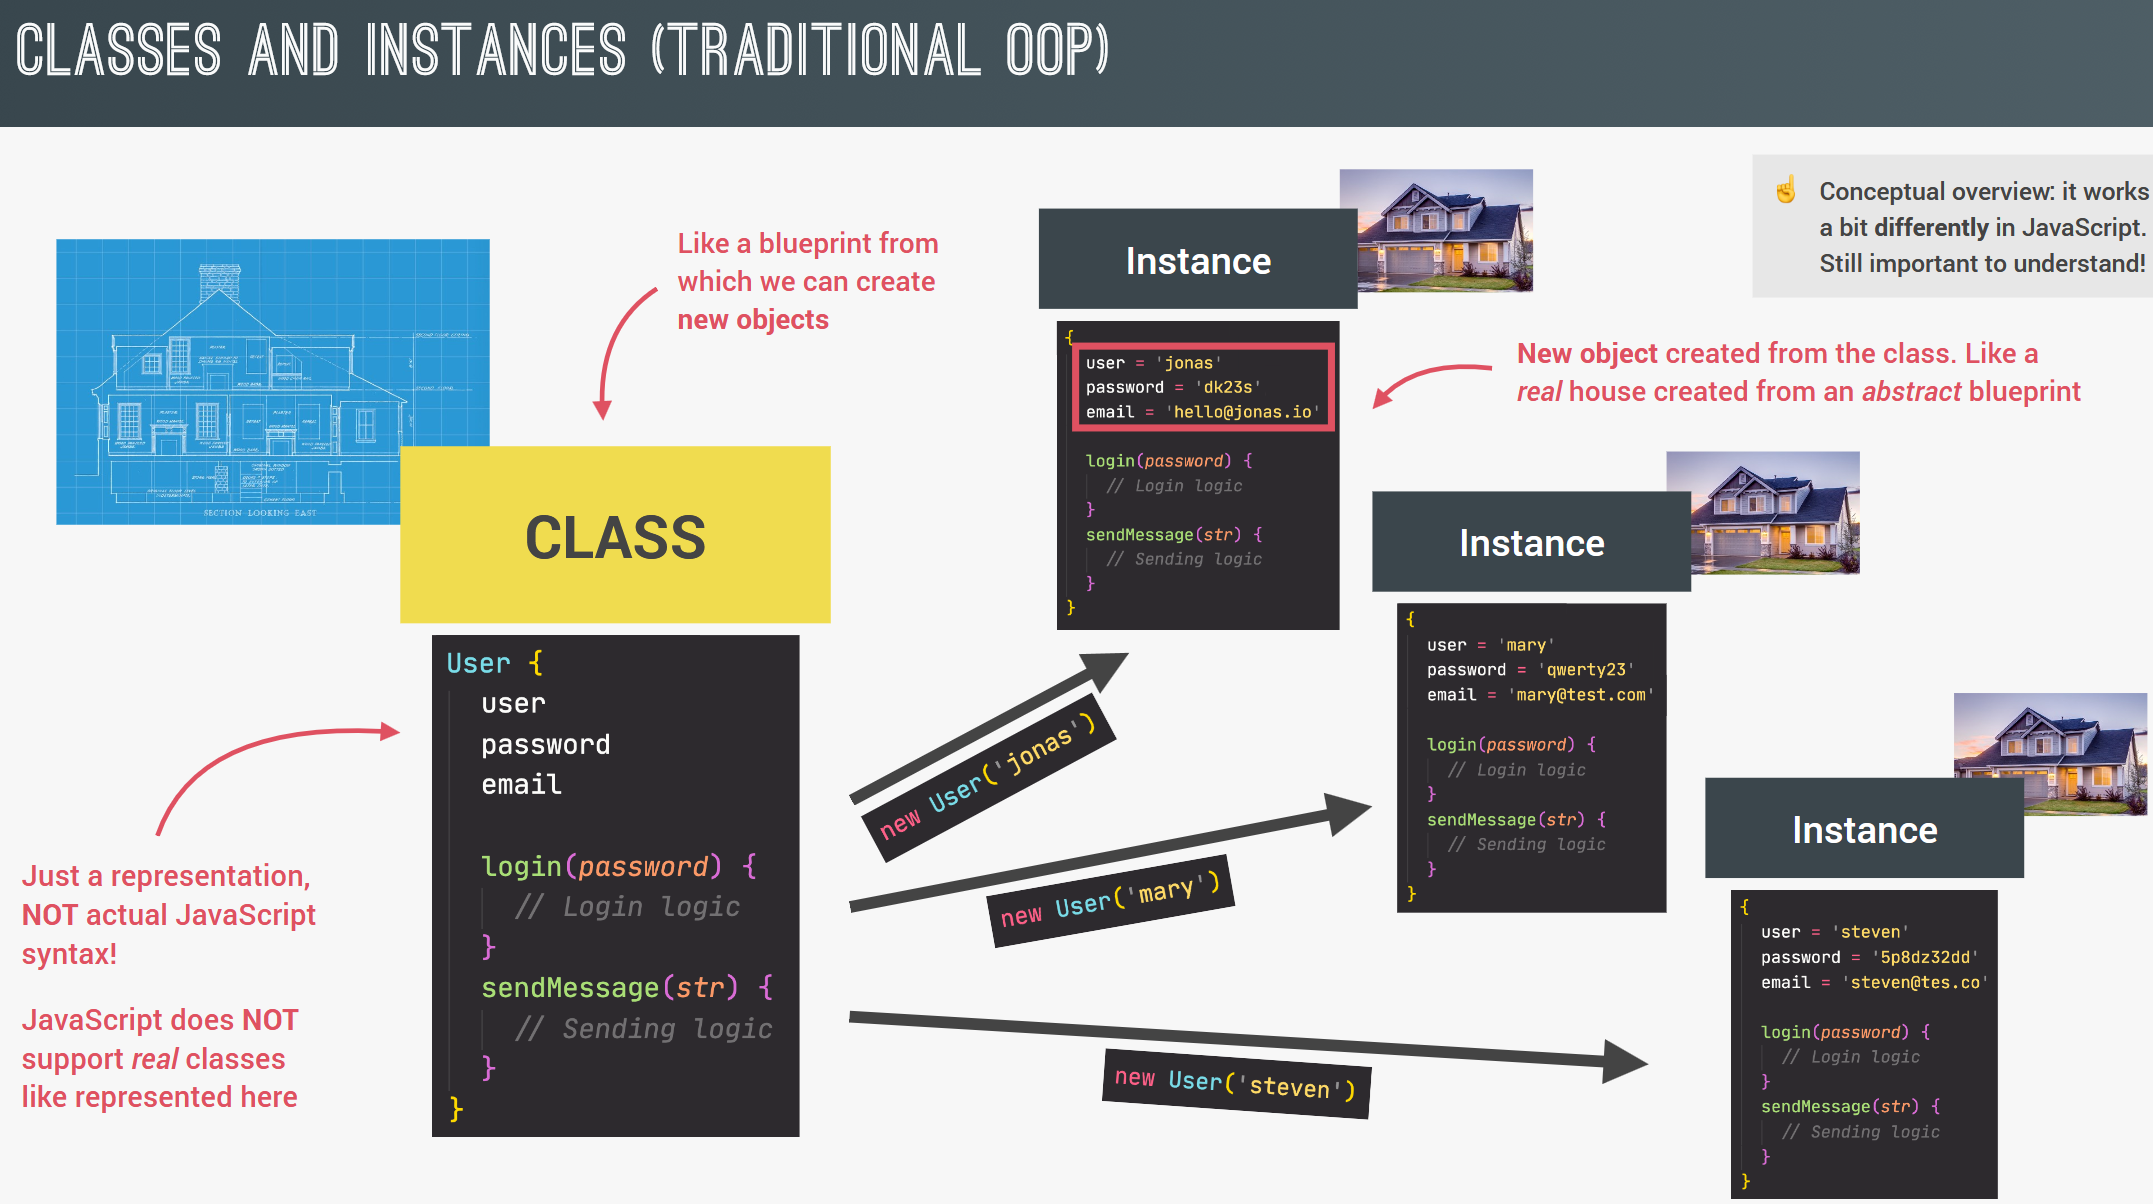 CLASSES AND INSTANCES (TRADITIONAL OOP)
☝ Conceptual overview: it works
a bit differently in JavaScript.
Still important to understand!
Like a blueprint from
which we can create
new objects
SECTION LOOKING EAST
CLASS
User {
user
password
email
login(password) {
// Login logic
}
sendMessage(str) {
// Sending logic
}
}
Just a representation,
NOT actual JavaScript
syntax!
JavaScript does NOT
support real classes
like represented here
new User('jonas')
new User('mary')
new User('steven')
Instance
{
user = 'jonas'
password = 'dk23s'
email = 'hello@jonas.io'
login(password) {
// Login logic
}
sendMessage(str) {
// Sending logic
}
}
New object created from the class. Like a
real house created from an abstract blueprint
Instance
{
user = 'mary'
password = 'qwerty23'
email = 'mary@test.com'
login(password) {
// Login logic
}
sendMessage(str) {
// Sending logic
}
}
Instance
{
user = 'steven'
password = '5p8dz32dd'
email = 'steven@tes.co'
login(password) {
// Login logic
}
sendMessage(str) {
// Sending logic
}
}